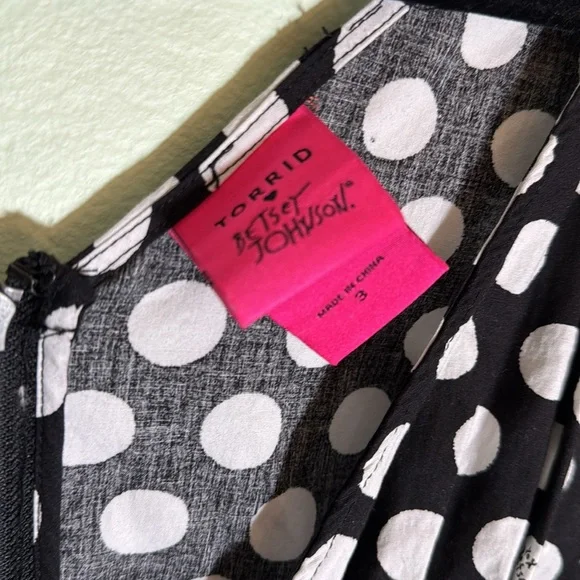 TORRID
♥
BETSEY
JOHNSON.
MADE IN CHINA
3